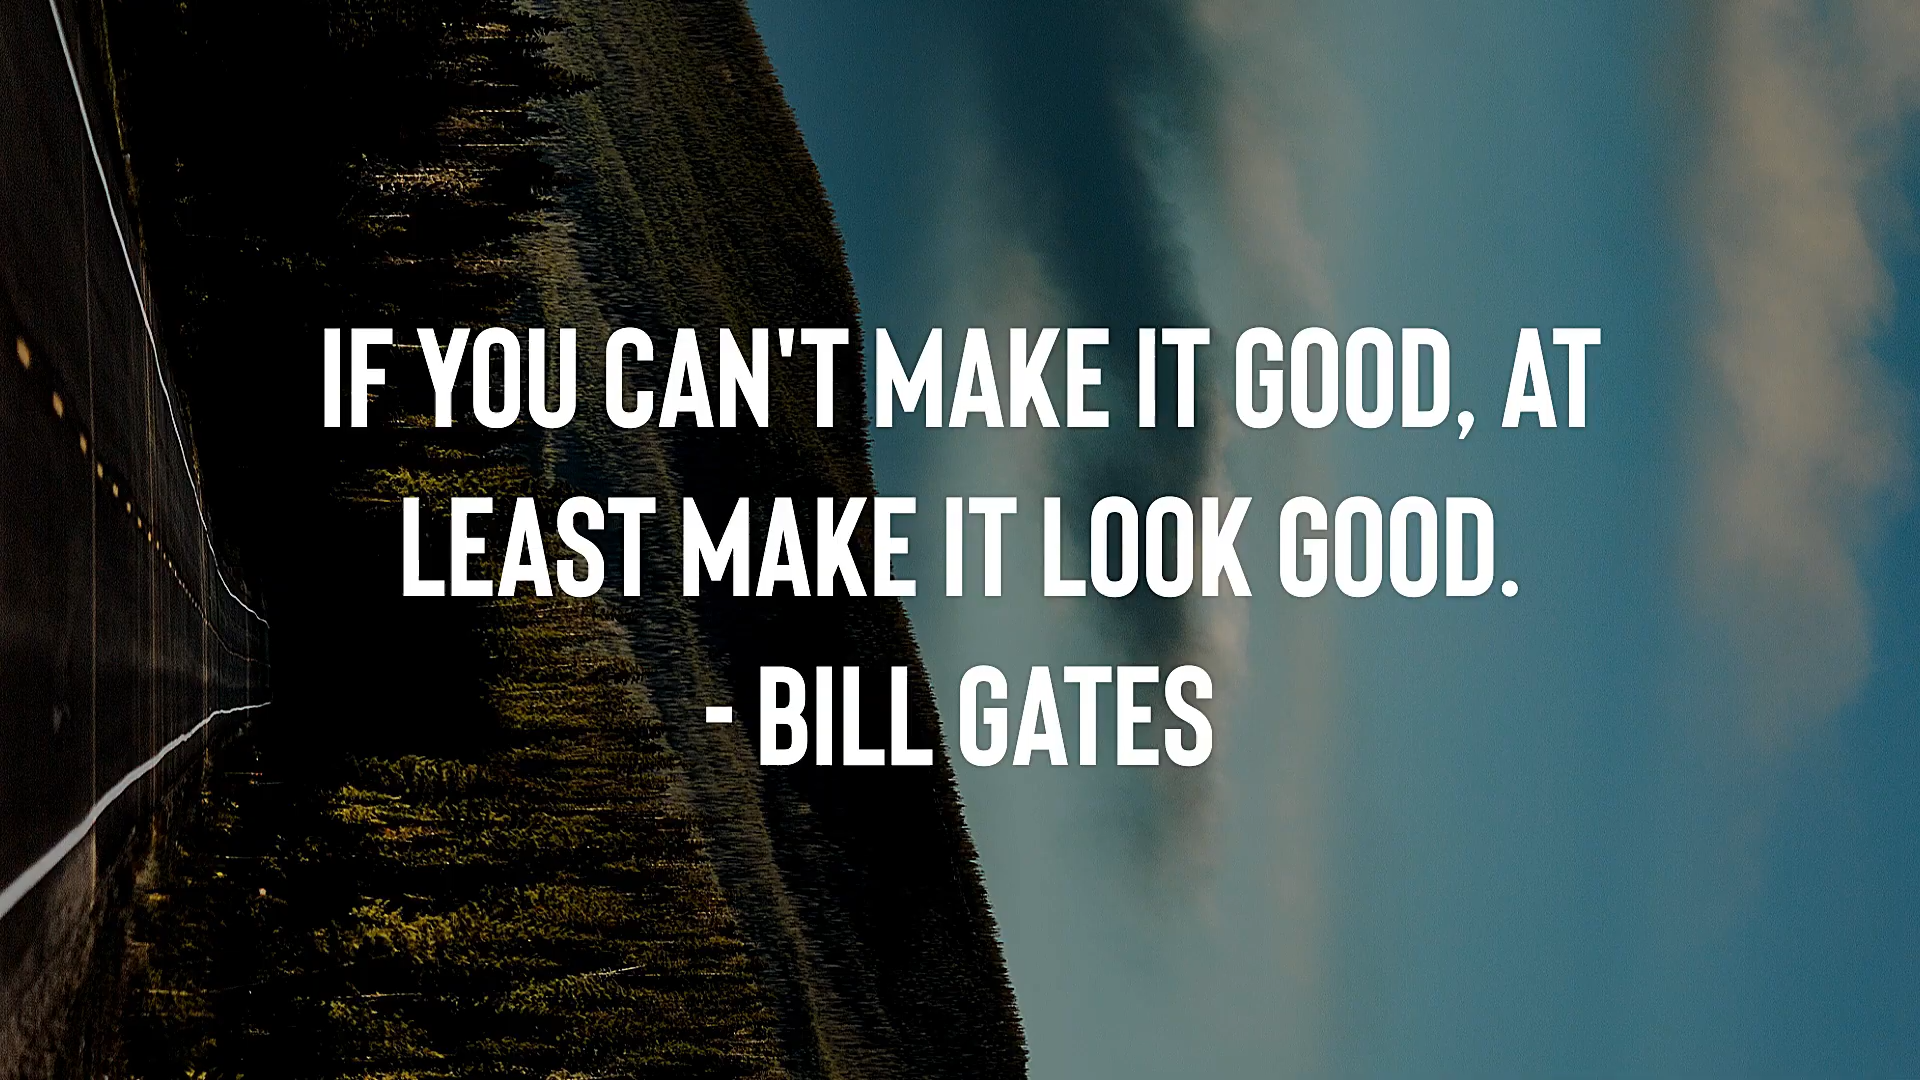 IF YOU CAN'T MAKE IT GOOD, AT
LEAST MAKE IT LOOK GOOD.
- BILL GATES